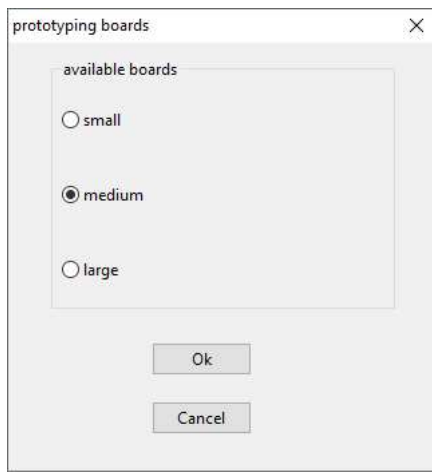 prototyping boards
available boards
small
medium
large
Ok
Cancel